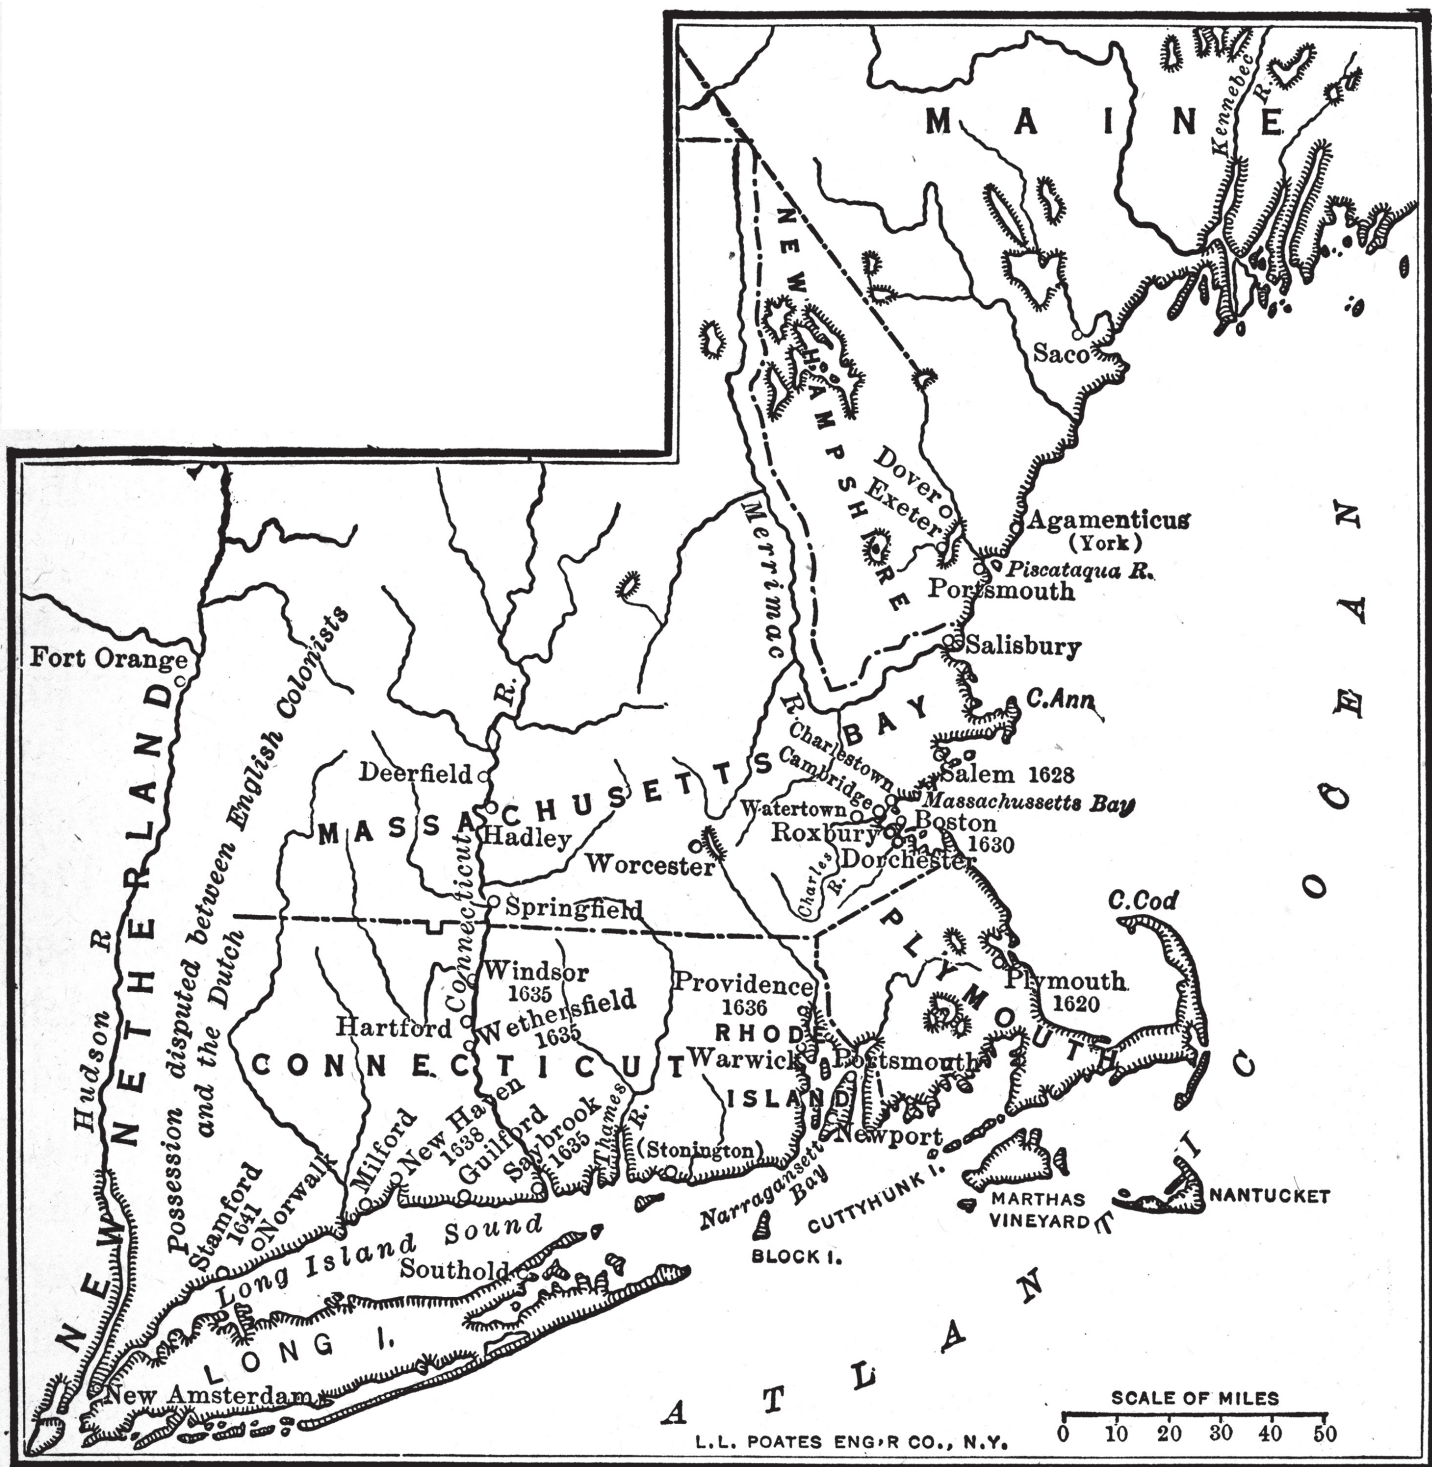 MAINE
Kennebec R.
NEW HAMPSHIRE
Saco
Dover
Exeter
Agamenticus
(York)
Piscataqua R.
Portsmouth
Merrimac R.
Salisbury
C. Ann
Fort Orange
NEW NETHERLAND
Hudson R
Possession disputed between English Colonists
and the Dutch
MASSACHUSETTS BAY
Deerfield
Hadley
Connecticut R.
Springfield
Worcester
Charlestown
Cambridge
Watertown
Roxbury
Dorchester
Charles R.
Salem 1628
Massachussetts Bay
Boston
1630
PLYMOUTH
Plymouth
1620
C. Cod
Windsor
1635
Hartford
Wethersfield
1635
CONNECTICUT
Providence
1636
RHODE
ISLAND
Warwick
Portsmouth
Newport
(Stonington)
Thames R.
Saybrook
1635
Guilford
New Haven
1638
Milford
Norwalk
Stamford
1641
Long Island Sound
Southold
LONG I.
New Amsterdam
Narragansett
Bay
BLOCK I.
CUTTYHUNK I.
MARTHAS
VINEYARD
NANTUCKET
ATLANTIC OCEAN
SCALE OF MILES
0 10 20 30 40 50
L.L. POATES ENG'R CO., N.Y.